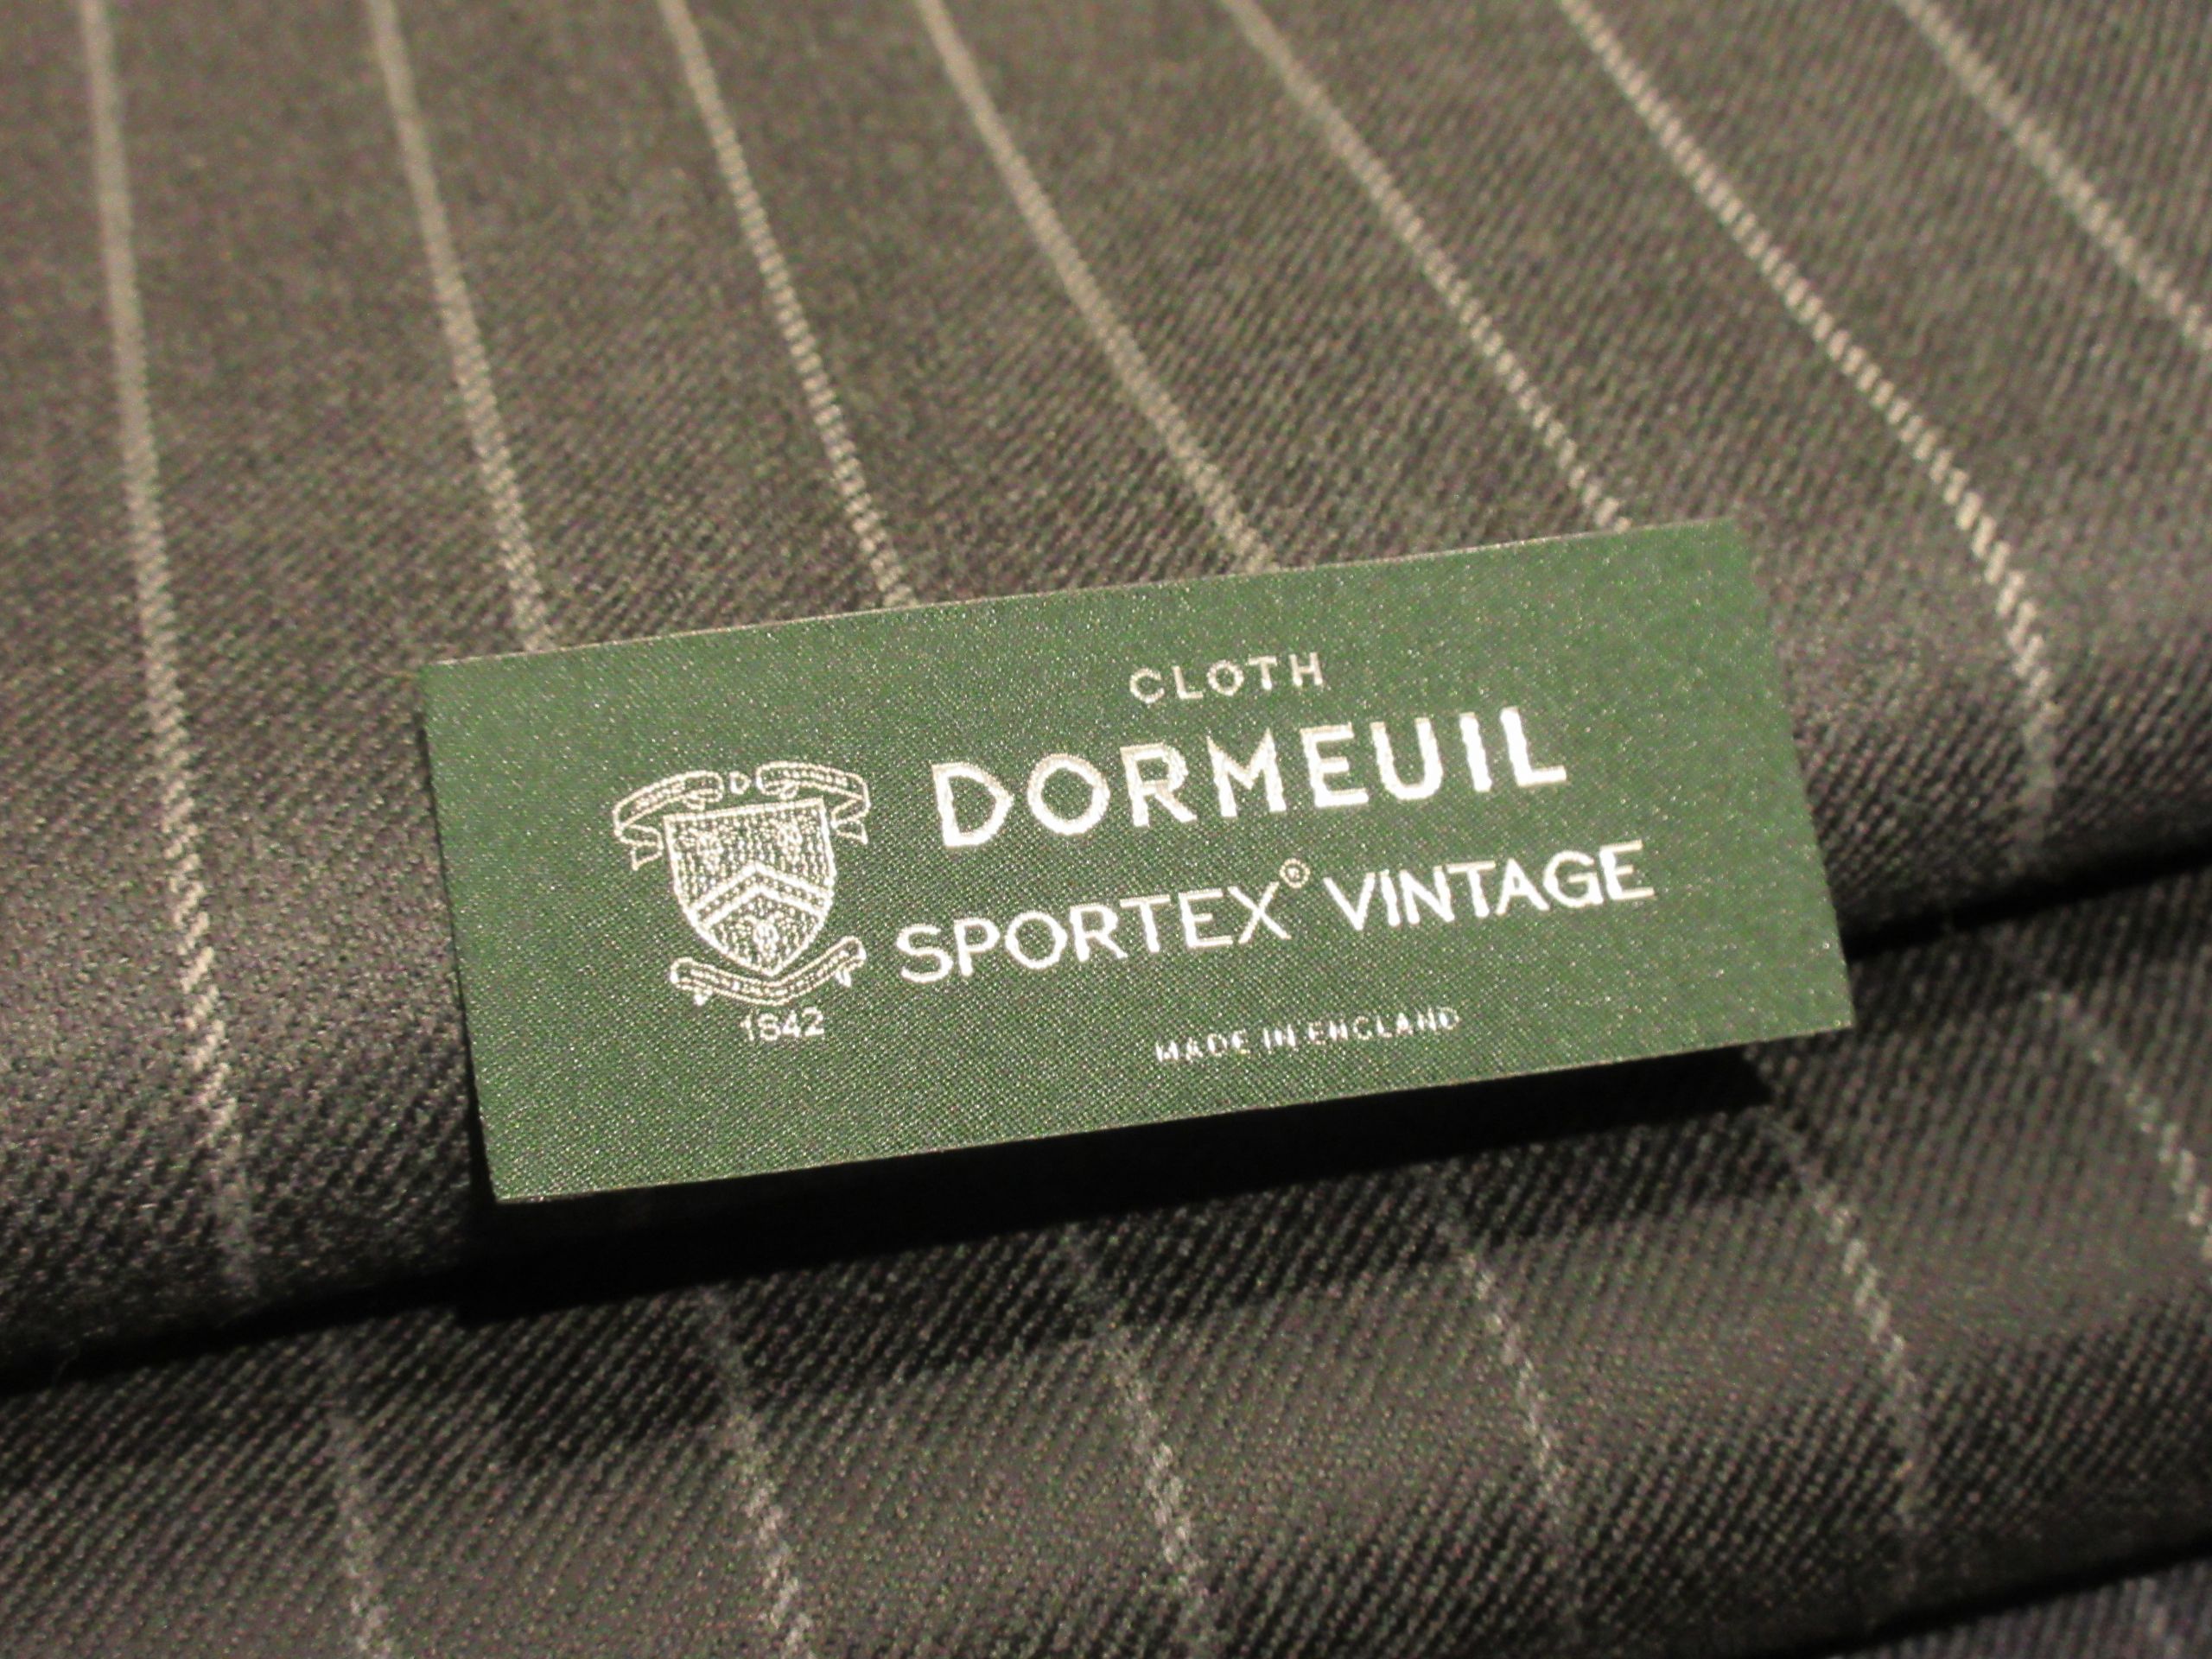 CLOTH
DORMEUIL
SPORTEX® VINTAGE
MADE IN ENGLAND
D
1842